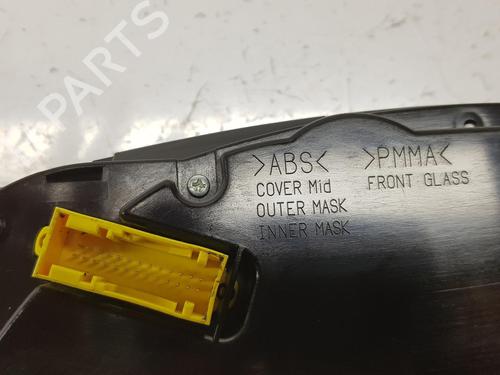 PARTS
>ABS< >PMMA<
COVER Mid FRONT GLASS
OUTER MASK
INNER MASK